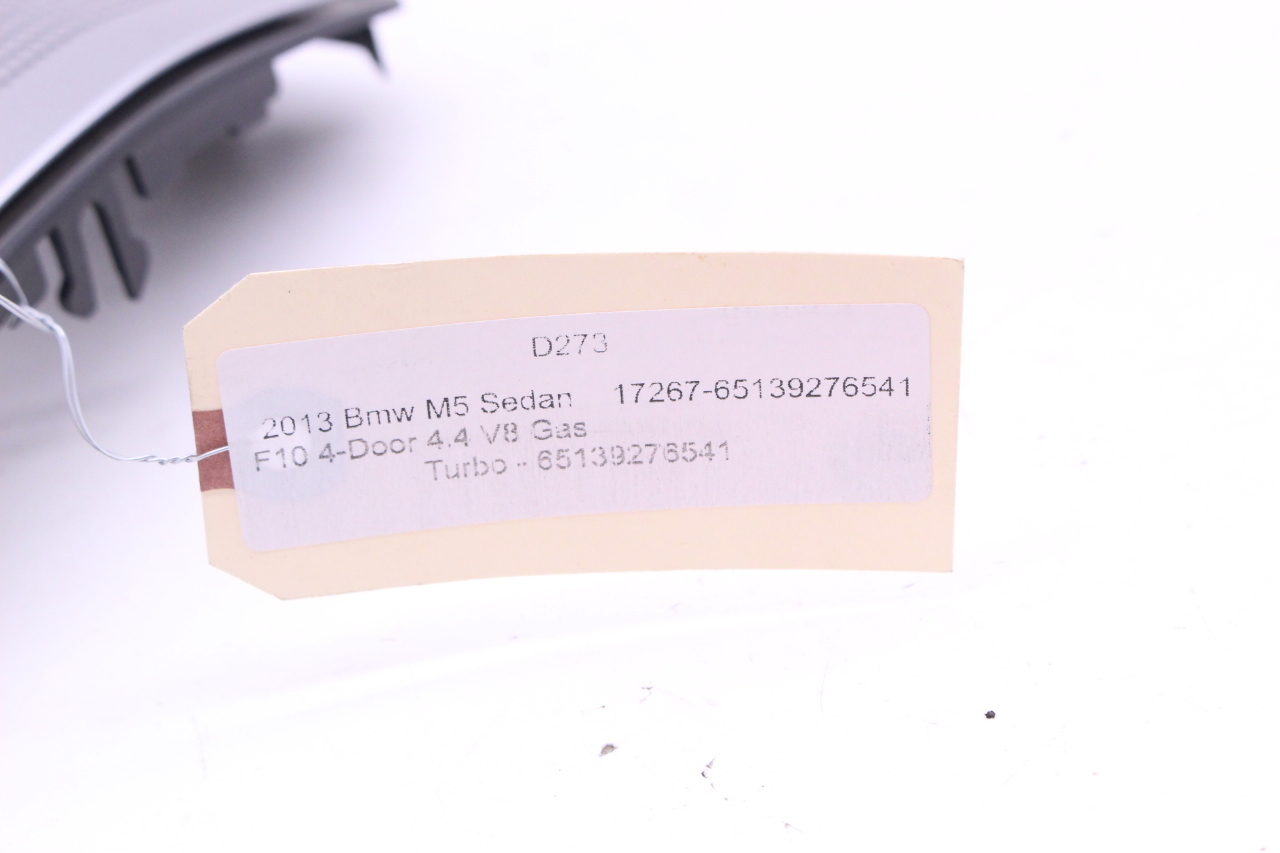 D273
2013 Bmw M5 Sedan 17267-65139276541
F10 4-Door 4.4 V8 Gas
Turbo - 65139276541